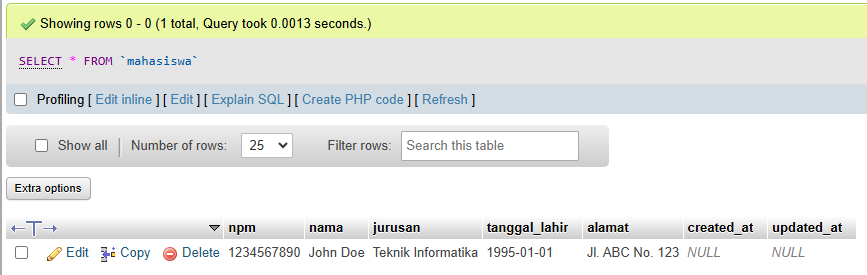 Showing rows 0 - 0 (1 total, Query took 0.0013 seconds.)
SELECT * FROM `mahasiswa`
Profiling [ Edit inline ] [ Edit ] [ Explain SQL ] [ Create PHP code ] [ Refresh ]
Show all | Number of rows: 25 Filter rows: Search this table
Extra options
←T→ npm nama jurusan tanggal_lahir alamat created_at updated_at
Edit Copy Delete 1234567890 John Doe Teknik Informatika 1995-01-01 Jl. ABC No. 123 NULL NULL